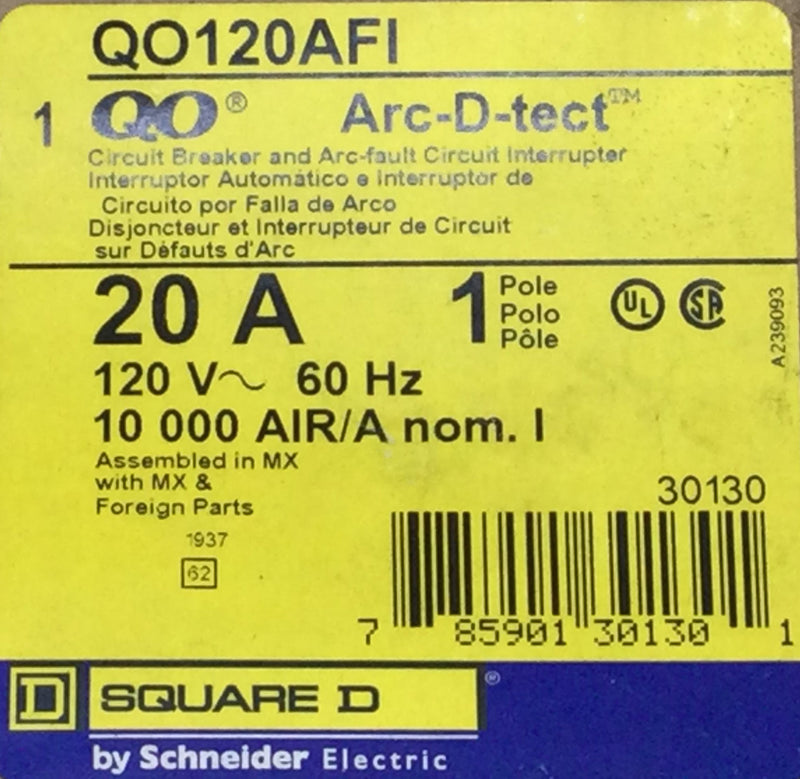 QO120AFI
1 QO® Arc-D-tect™
Circuit Breaker and Arc-fault Circuit Interrupter
Interruptor Automático e Interruptor de
Circuito por Falla de Arco
Disjoncteur et Interrupteur de Circuit
sur Défauts d'Arc
20 A 1 Pole
Polo
Pôle
UL SA
A239093
120 V~ 60 Hz
10 000 AIR/A nom. I
Assembled in MX
with MX &
Foreign Parts
1937
62
30130
7 85901 30130 1
D SQUARE D ®
by Schneider Electric